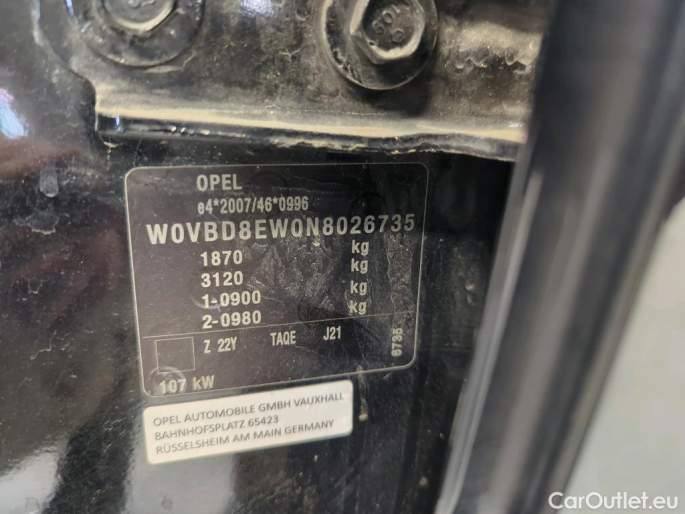 OPEL
e4*2007/46*0996
W0VBD8EW0N8026735
1870 kg
3120 kg
1-0900 kg
2-0980 kg
Z 22Y TAQE J21
6735
107 kW
OPEL AUTOMOBILE GMBH VAUXHALL
BAHNHOFSPLATZ 65423
RÜSSELSHEIM AM MAIN GERMANY
CarOutlet.eu